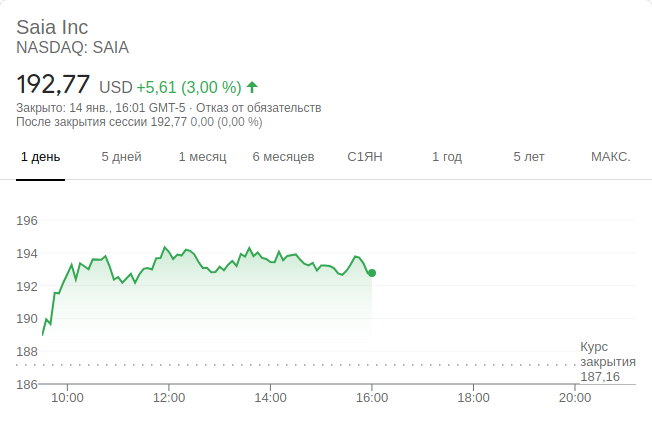 Saia Inc
NASDAQ: SAIA
192,77 USD +5,61 (3,00 %)
Закрыто: 14 янв., 16:01 GMT-5 · Отказ от обязательств
После закрытия сессии 192,77 0,00 (0,00 %)
1 день 5 дней 1 месяц 6 месяцев С1ЯН 1 год 5 лет МАКС.
196
194
192
190
188
Курс
закрытия
187,16
186
10:00 12:00 14:00 16:00 18:00 20:00